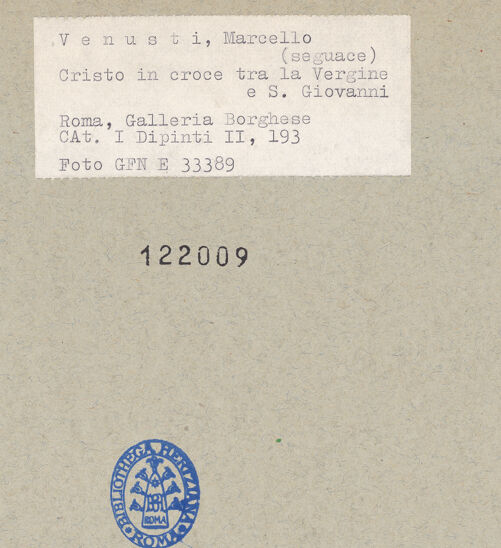 V e n u s t i, Marcello
(seguace)
Cristo in croce tra la Vergine
e S. Giovanni
Roma, Galleria Borghese
CAt. I Dipinti II, 193
Foto GFN E 33389
122009
BIBLIOTHECA HERTZIANA
ROMA
ROMA